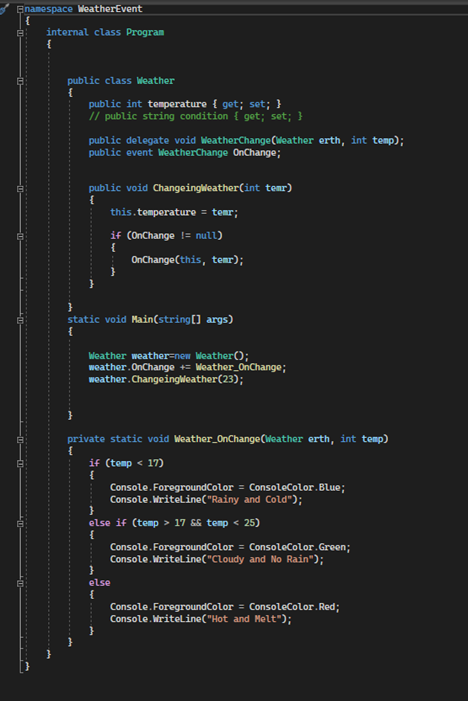 namespace WeatherEvent
{
internal class Program
{
public class Weather
{
public int temperature { get; set; }
// public string condition { get; set; }
public delegate void WeatherChange(Weather erth, int temp);
public event WeatherChange OnChange;
public void ChangeingWeather(int temr)
{
this.temperature = temr;
if (OnChange != null)
{
OnChange(this, temr);
}
}
}
static void Main(string[] args)
{
Weather weather=new Weather();
weather.OnChange += Weather_OnChange;
weather.ChangeingWeather(23);
}
private static void Weather_OnChange(Weather erth, int temp)
{
if (temp < 17)
{
Console.ForegroundColor = ConsoleColor.Blue;
Console.WriteLine("Rainy and Cold");
}
else if (temp > 17 && temp < 25)
{
Console.ForegroundColor = ConsoleColor.Green;
Console.WriteLine("Cloudy and No Rain");
}
else
{
Console.ForegroundColor = ConsoleColor.Red;
Console.WriteLine("Hot and Melt");
}
}
}
}